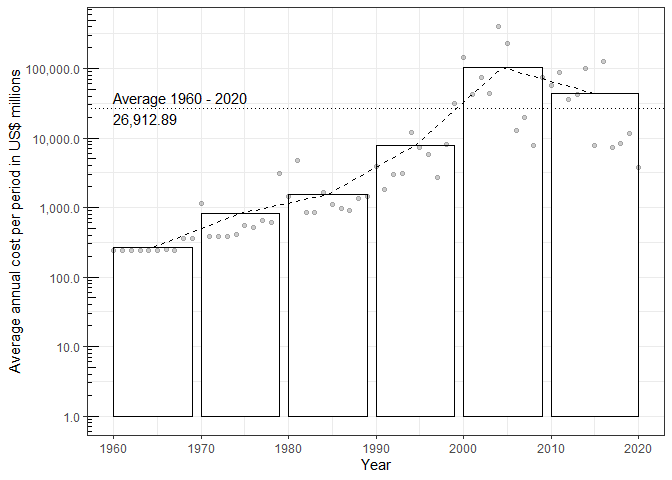 Average annual cost per period in US$ millions
100,000.0
10,000.0
1,000.0
100.0
10.0
1.0
Average 1960 - 2020
26,912.89
1960 1970 1980 1990 2000 2010 2020
Year